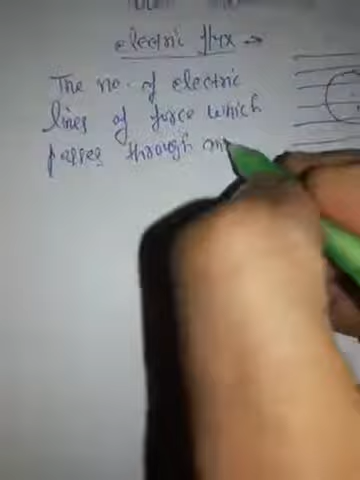 electric flux →
The no. of electric
lines of force which
passes through